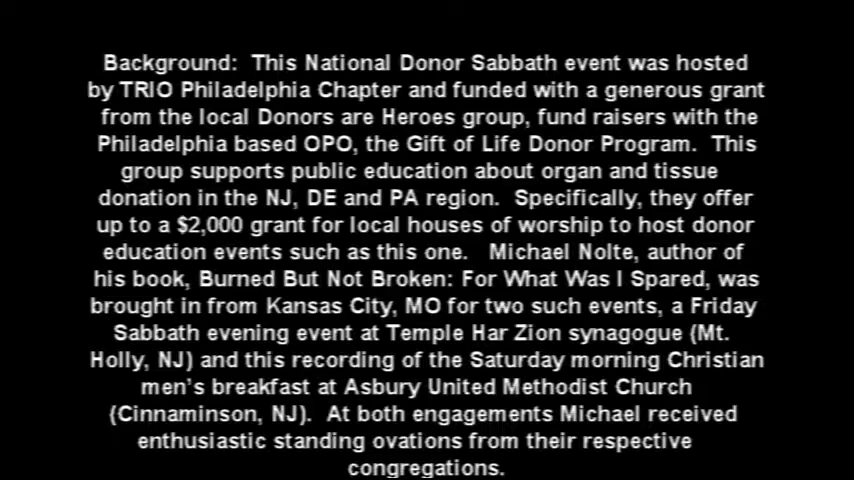 Background:  This National Donor Sabbath event was hosted
by TRIO Philadelphia Chapter and funded with a generous grant
from the local Donors are Heroes group, fund raisers with the
Philadelphia based OPO, the Gift of Life Donor Program.  This
group supports public education about organ and tissue
donation in the NJ, DE and PA region.  Specifically, they offer
up to a $2,000 grant for local houses of worship to host donor
education events such as this one.   Michael Nolte, author of
his book, Burned But Not Broken: For What Was I Spared, was
brought in from Kansas City, MO for two such events, a Friday
Sabbath evening event at Temple Har Zion synagogue (Mt.
Holly, NJ) and this recording of the Saturday morning Christian
men's breakfast at Asbury United Methodist Church
(Cinnaminson, NJ).  At both engagements Michael received
enthusiastic standing ovations from their respective
congregations.